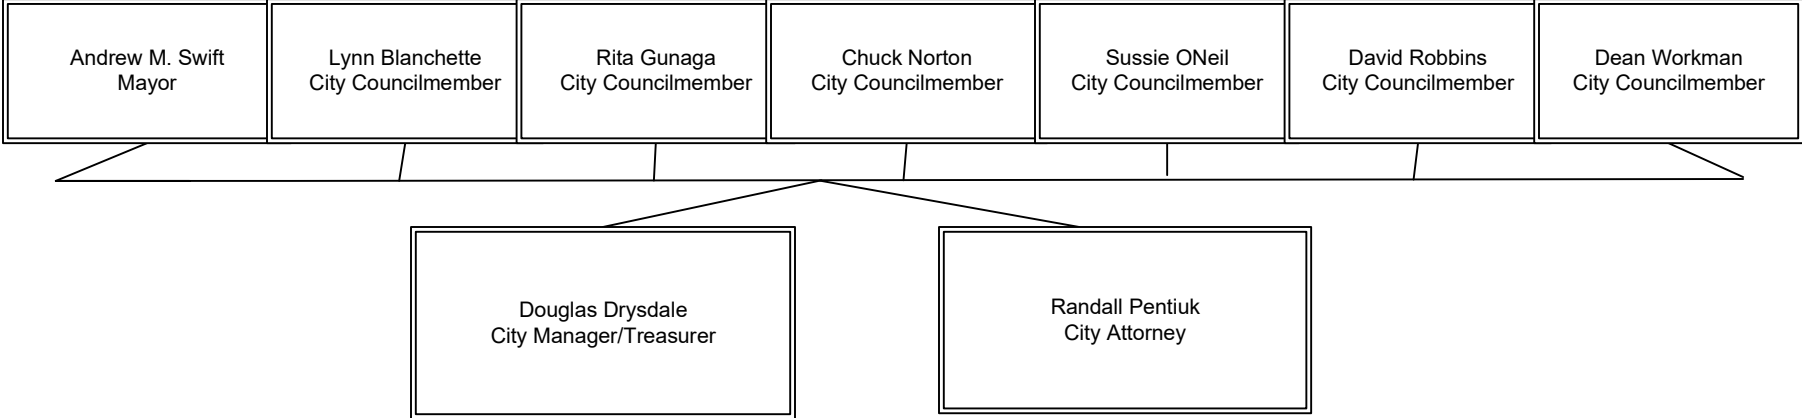 Andrew M. Swift
Mayor
Lynn Blanchette
City Councilmember
Rita Gunaga
City Councilmember
Chuck Norton
City Councilmember
Sussie ONeil
City Councilmember
David Robbins
City Councilmember
Dean Workman
City Councilmember
Douglas Drysdale
City Manager/Treasurer
Randall Pentiuk
City Attorney